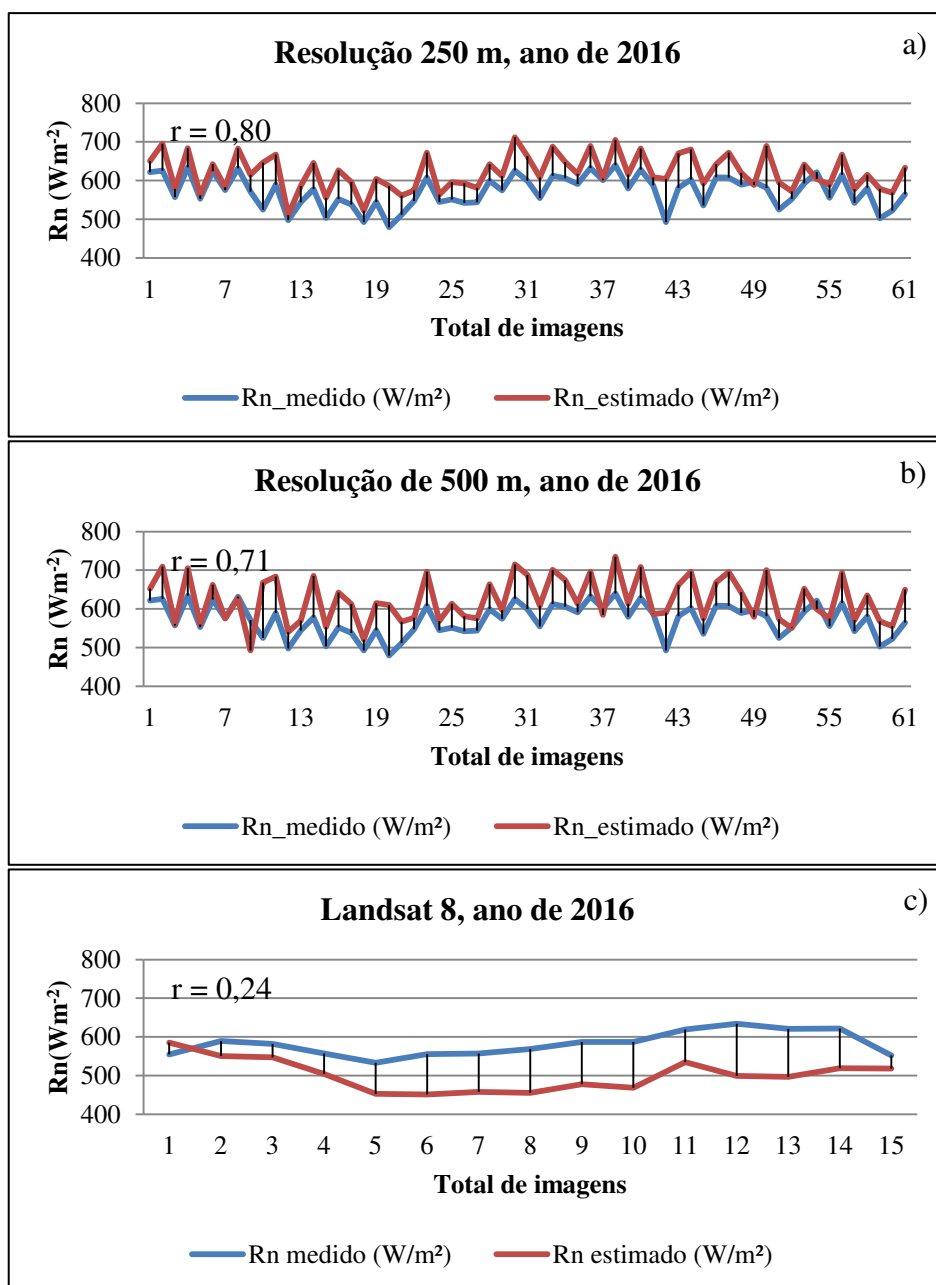 a)
Resolução 250 m, ano de 2016
r = 0,80
800
700
600
500
400
Rn (Wm⁻²)
1 7 13 19 25 31 37 43 49 55 61
Total de imagens
Rn_medido (W/m²) Rn_estimado (W/m²)
b)
Resolução de 500 m, ano de 2016
r = 0,71
800
700
600
500
400
Rn (Wm⁻²)
1 7 13 19 25 31 37 43 49 55 61
Total de imagens
Rn_medido (W/m²) Rn_estimado (W/m²)
c)
Landsat 8, ano de 2016
r = 0,24
800
700
600
500
400
Rn(Wm⁻²)
1 2 3 4 5 6 7 8 9 10 11 12 13 14 15
Total de imagens
Rn medido (W/m²) Rn estimado (W/m²)